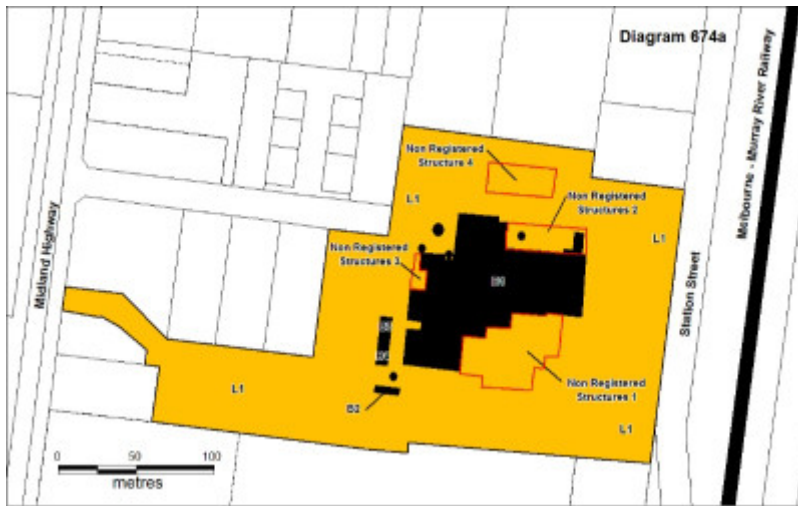 Diagram 674a
Melbourne - Murray River Railway
Non Registered
Structure 4
Non Registered
Structures 2
L1
L1
Non Registered
Structures 3
Midland Highway
Station Street
L1
B2
Non Registered
Structures 1
L1
0 50 100
metres